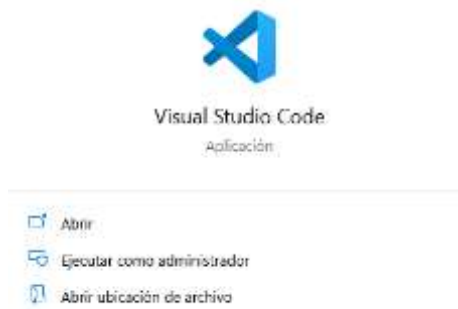 Visual Studio Code
Aplicación
Abrir
Ejecutar como administrador
Abrir ubicación de archivo